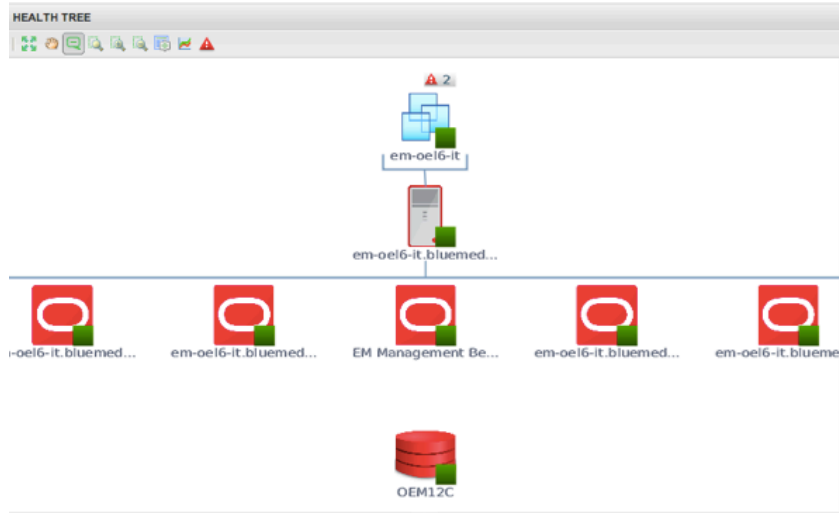 HEALTH TREE
2
em-oel6-it
em-oel6-it.bluemed...
-oel6-it.bluemed...
em-oel6-it.bluemed...
EM Management Be...
em-oel6-it.bluemed...
em-oel6-it.blueme
OEM12C